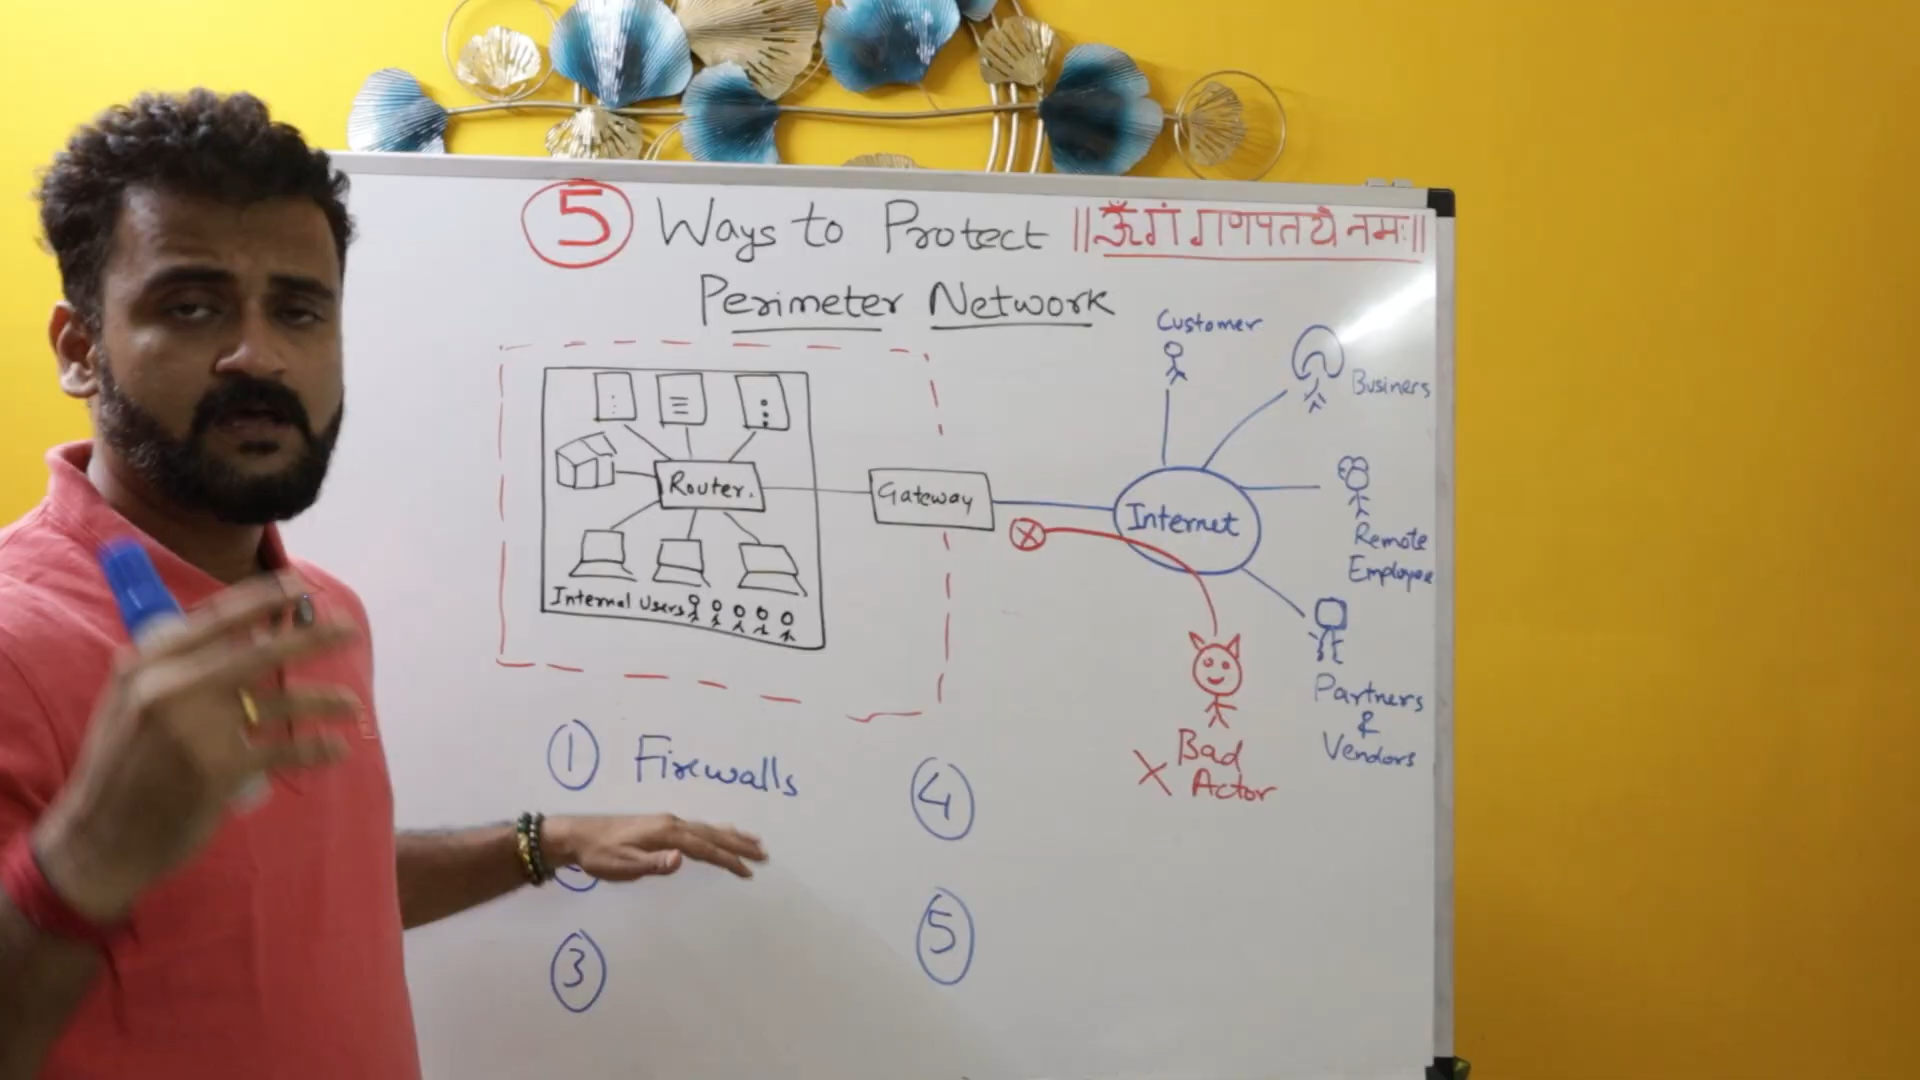 5 Ways to Protect ||ॐ गं गणपतये नमः||
Perimeter Network
Customer
Business
Router.
Gateway
Internet
Remote
Employee
Internal Users
Partners
&
Vendors
X Bad
Actor
1 Firewalls
4
3
5